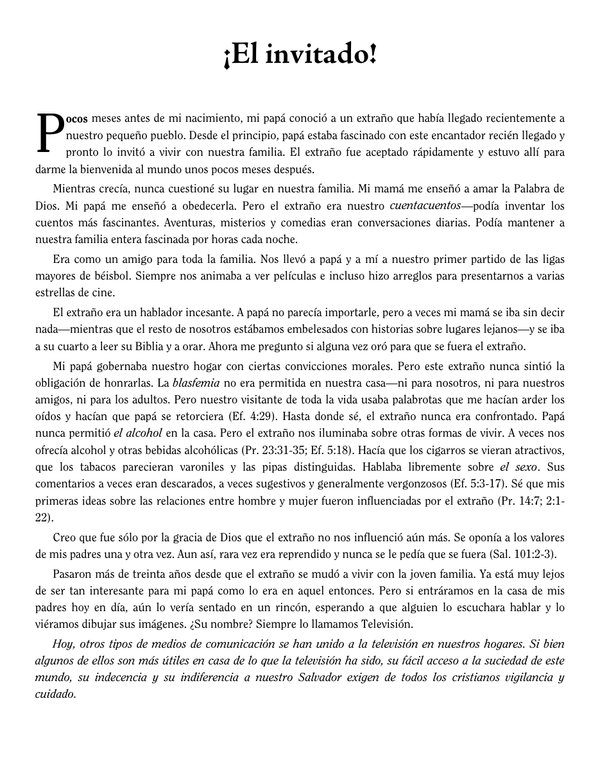 ¡El invitado!
Pocos meses antes de mi nacimiento, mi papá conoció a un extraño que había llegado recientemente a
nuestro pequeño pueblo. Desde el principio, papá estaba fascinado con este encantador recién llegado y
pronto lo invitó a vivir con nuestra familia. El extraño fue aceptado rápidamente y estuvo allí para
darme la bienvenida al mundo unos pocos meses después.
Mientras crecía, nunca cuestioné su lugar en nuestra familia. Mi mamá me enseñó a amar la Palabra de
Dios. Mi papá me enseñó a obedecerla. Pero el extraño era nuestro cuentacuentos—podía inventar los
cuentos más fascinantes. Aventuras, misterios y comedias eran conversaciones diarias. Podía mantener a
nuestra familia entera fascinada por horas cada noche.
Era como un amigo para toda la familia. Nos llevó a papá y a mí a nuestro primer partido de las ligas
mayores de béisbol. Siempre nos animaba a ver películas e incluso hizo arreglos para presentarnos a varias
estrellas de cine.
El extraño era un hablador incesante. A papá no parecía importarle, pero a veces mi mamá se iba sin decir
nada—mientras que el resto de nosotros estábamos embelesados con historias sobre lugares lejanos—y se iba
a su cuarto a leer su Biblia y a orar. Ahora me pregunto si alguna vez oró para que se fuera el extraño.
Mi papá gobernaba nuestro hogar con ciertas convicciones morales. Pero este extraño nunca sintió la
obligación de honrarlas. La blasfemia no era permitida en nuestra casa—ni para nosotros, ni para nuestros
amigos, ni para los adultos. Pero nuestro visitante de toda la vida usaba palabrotas que me hacían arder los
oídos y hacían que papá se retorciera (Ef. 4:29). Hasta donde sé, el extraño nunca era confrontado. Papá
nunca permitió el alcohol en la casa. Pero el extraño nos iluminaba sobre otras formas de vivir. A veces nos
ofrecía alcohol y otras bebidas alcohólicas (Pr. 23:31-35; Ef. 5:18). Hacía que los cigarros se vieran atractivos,
que los tabacos parecieran varoniles y las pipas distinguidas. Hablaba libremente sobre el sexo. Sus
comentarios a veces eran descarados, a veces sugestivos y generalmente vergonzosos (Ef. 5:3-17). Sé que mis
primeras ideas sobre las relaciones entre hombre y mujer fueron influenciadas por el extraño (Pr. 14:7; 2:1-
22).
Creo que fue sólo por la gracia de Dios que el extraño no nos influenció aún más. Se oponía a los valores
de mis padres una y otra vez. Aun así, rara vez era reprendido y nunca se le pedía que se fuera (Sal. 101:2-3).
Pasaron más de treinta años desde que el extraño se mudó a vivir con la joven familia. Ya está muy lejos
de ser tan interesante para mi papá como lo era en aquel entonces. Pero si entráramos en la casa de mis
padres hoy en día, aún lo vería sentado en un rincón, esperando a que alguien lo escuchara hablar y lo
viéramos dibujar sus imágenes. ¿Su nombre? Siempre lo llamamos Televisión.
Hoy, otros tipos de medios de comunicación se han unido a la televisión en nuestros hogares. Si bien
algunos de ellos son más útiles en casa de lo que la televisión ha sido, su fácil acceso a la suciedad de este
mundo, su indecencia y su indiferencia a nuestro Salvador exigen de todos los cristianos vigilancia y
cuidado.